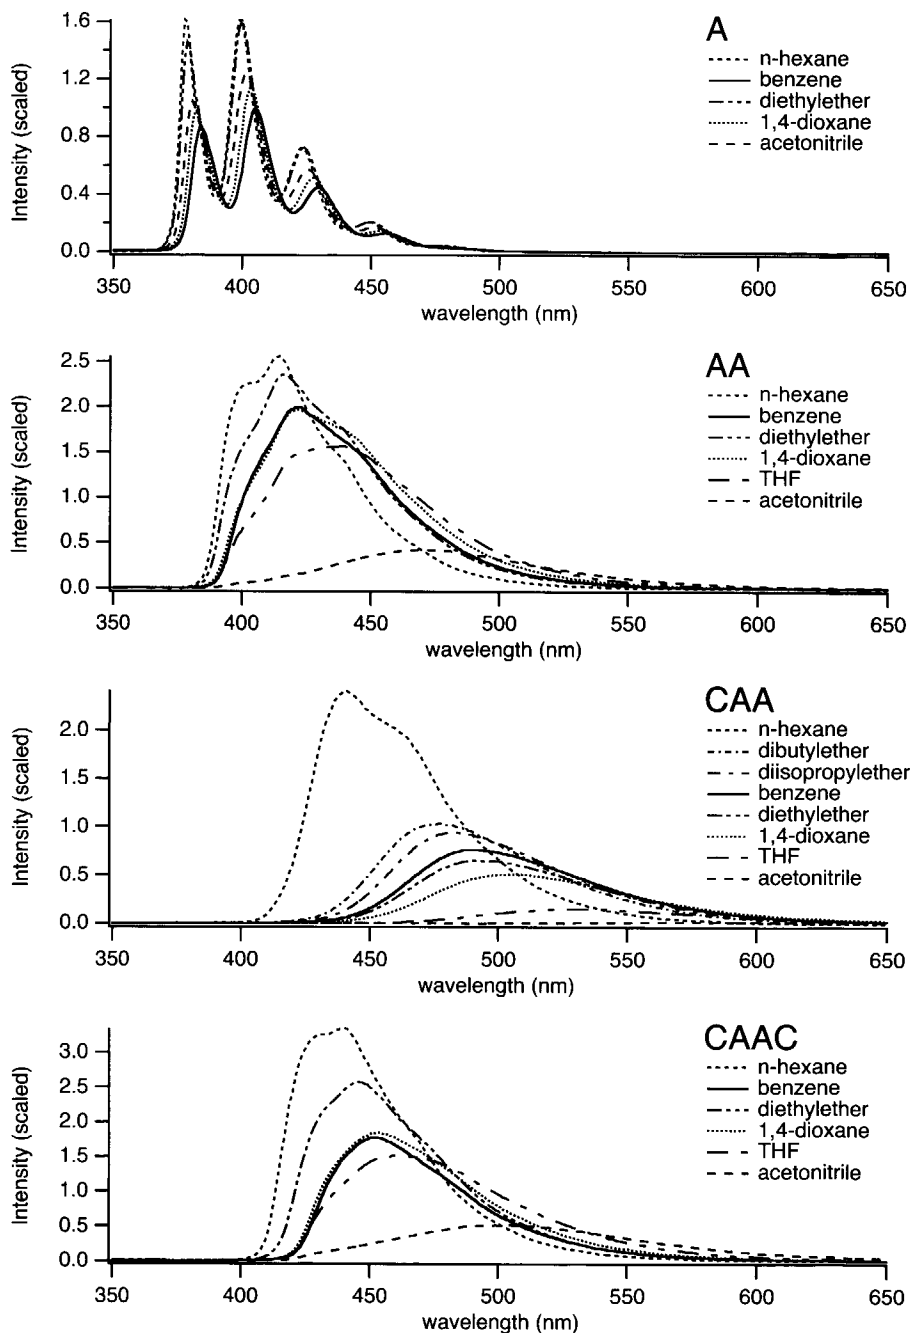 A
n-hexane
benzene
diethylether
1,4-dioxane
acetonitrile
Intensity (scaled)
1.6
1.2
0.8
0.4
0.0
350 400 450 500 550 600 650
wavelength (nm)
AA
n-hexane
benzene
diethylether
1,4-dioxane
THF
acetonitrile
Intensity (scaled)
2.5
2.0
1.5
1.0
0.5
0.0
350 400 450 500 550 600 650
wavelength (nm)
CAA
n-hexane
dibutylether
diisopropylether
benzene
diethylether
1,4-dioxane
THF
acetonitrile
Intensity (scaled)
2.0
1.5
1.0
0.5
0.0
350 400 450 500 550 600 650
wavelength (nm)
CAAC
n-hexane
benzene
diethylether
1,4-dioxane
THF
acetonitrile
Intensity (scaled)
3.0
2.5
2.0
1.5
1.0
0.5
0.0
350 400 450 500 550 600 650
wavelength (nm)